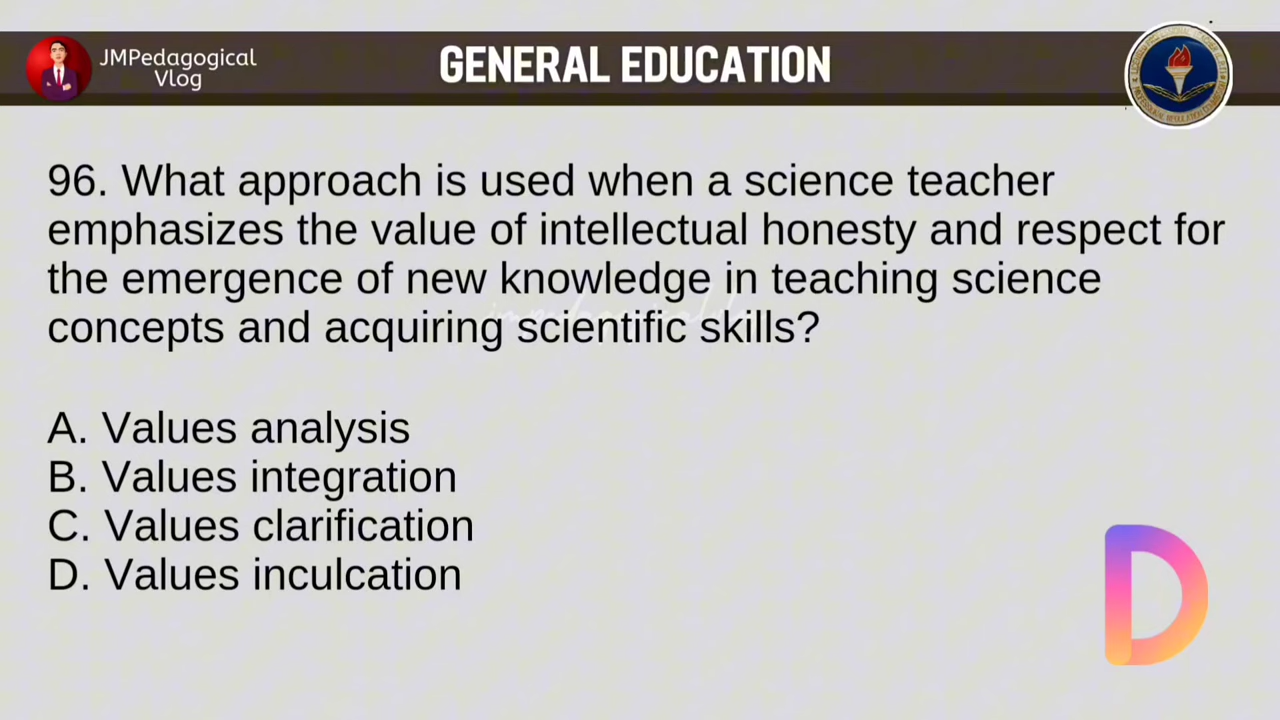 JMPedagogical
Vlog
GENERAL EDUCATION
96. What approach is used when a science teacher
emphasizes the value of intellectual honesty and respect for
the emergence of new knowledge in teaching science
concepts and acquiring scientific skills?
A. Values analysis
B. Values integration
C. Values clarification
D. Values inculcation
D